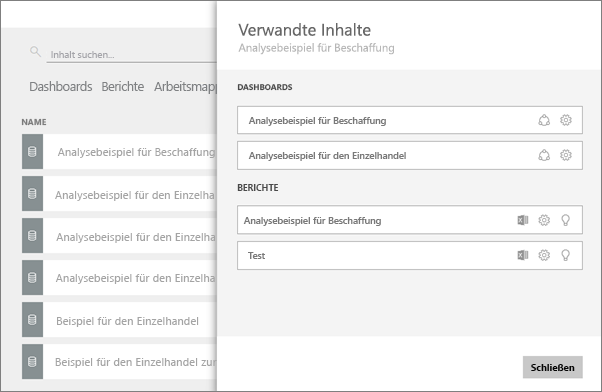 Inhalt suchen...
Dashboards Berichte Arbeitsmapp
NAME
Analysebeispiel für Beschaffung
Analysebeispiel für den Einzelha
Analysebeispiel für den Einzelha
Analysebeispiel für den Einzelha
Beispiel für den Einzelhandel
Beispiel für den Einzelhandel zur
Verwandte Inhalte
Analysebeispiel für Beschaffung
DASHBOARDS
Analysebeispiel für Beschaffung
Analysebeispiel für den Einzelhandel
BERICHTE
Analysebeispiel für Beschaffung
Test
Schließen